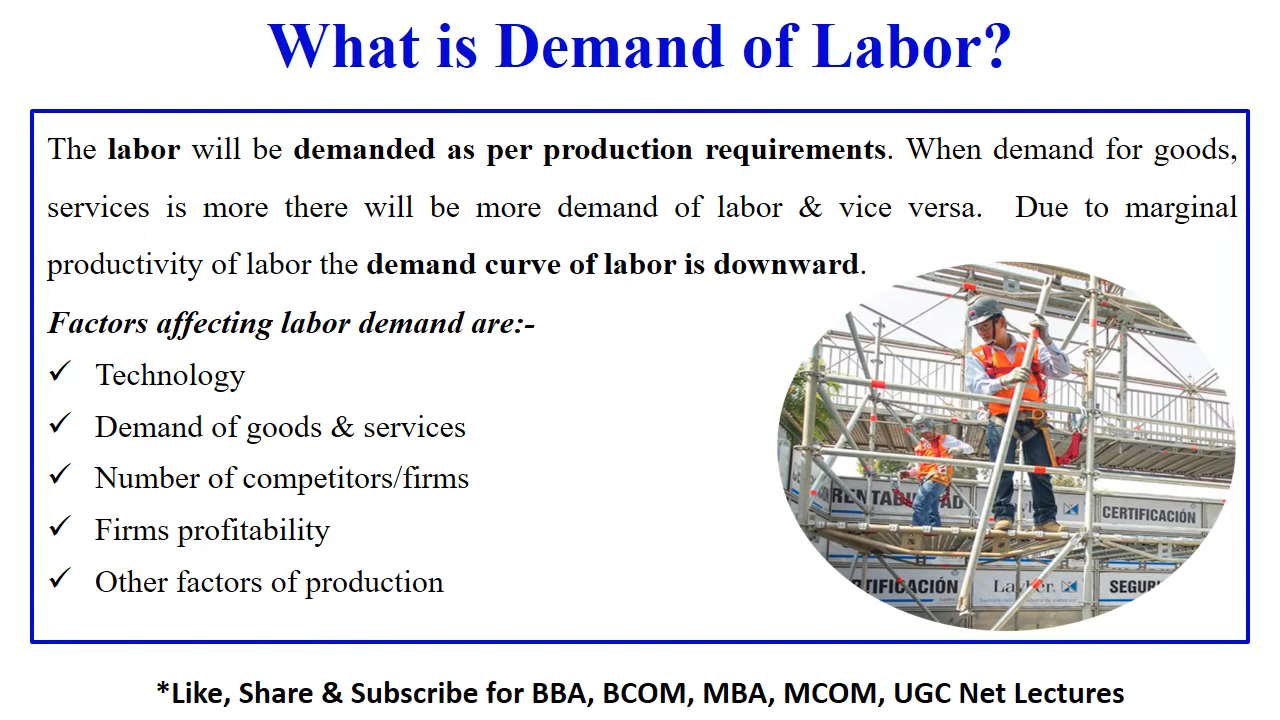 What is Demand of Labor?
The labor will be demanded as per production requirements. When demand for goods,
services is more there will be more demand of labor & vice versa. Due to marginal
productivity of labor the demand curve of labor is downward.
Factors affecting labor demand are:-
✓ Technology
✓ Demand of goods & services
✓ Number of competitors/firms
✓ Firms profitability
✓ Other factors of production
CERTIFICACIÓN
Layher.
*Like, Share & Subscribe for BBA, BCOM, MBA, MCOM, UGC Net Lectures